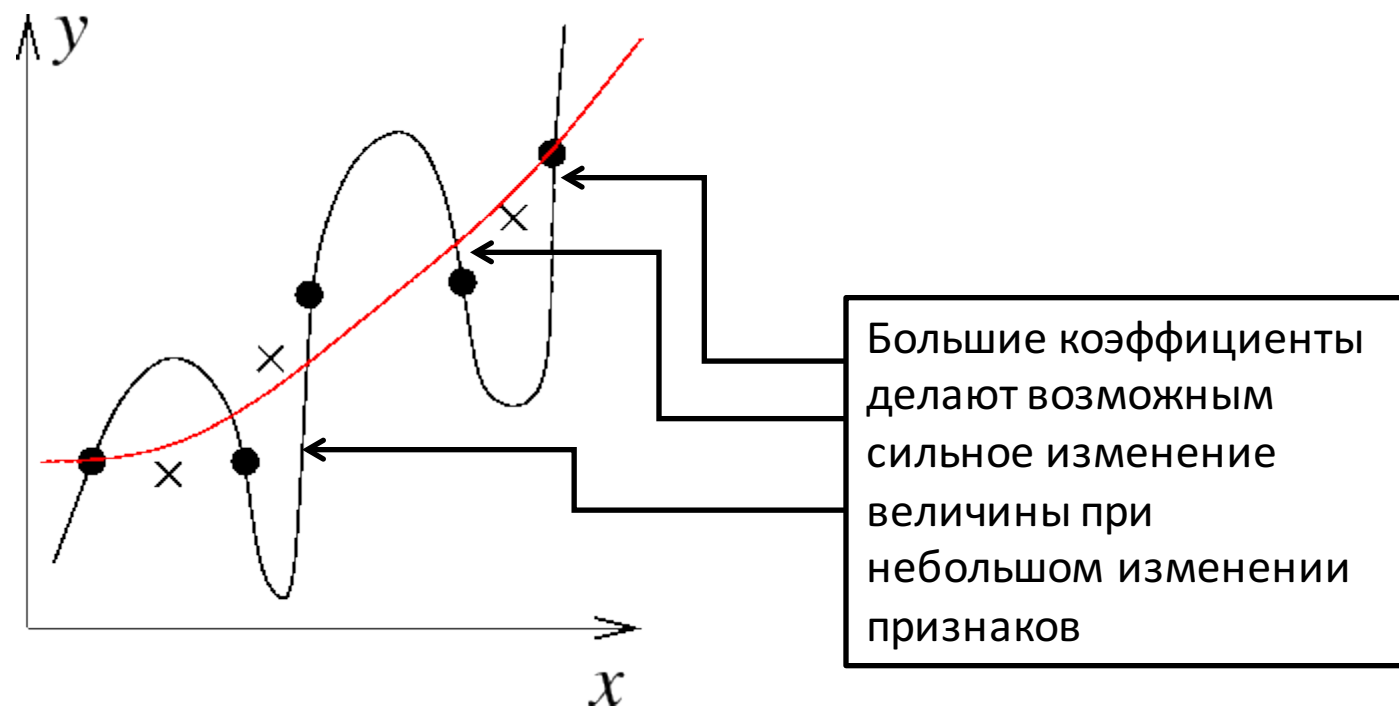 y
Большие коэффициенты
делают возможным
сильное изменение
величины при
небольшом изменении
признаков
x